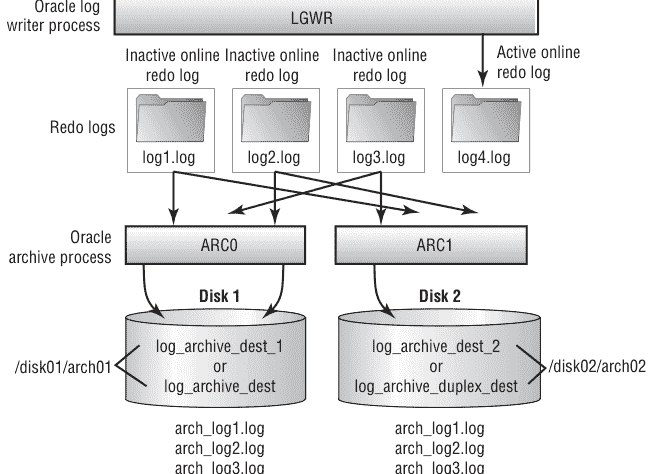 Oracle log
writer process
LGWR
Active online
redo log
Inactive online
redo log
Inactive online
redo log
Inactive online
redo log
Redo logs
log1.log
log2.log
log3.log
log4.log
Oracle
archive process
ARC0
ARC1
Disk 1
Disk 2
/disk01/arch01
log_archive_dest_1
or
log_archive_dest
log_archive_dest_2
or
log_archive_duplex_dest
/disk02/arch02
arch_log1.log
arch_log2.log
arch_log3.log
arch_log1.log
arch_log2.log
arch_log3.log